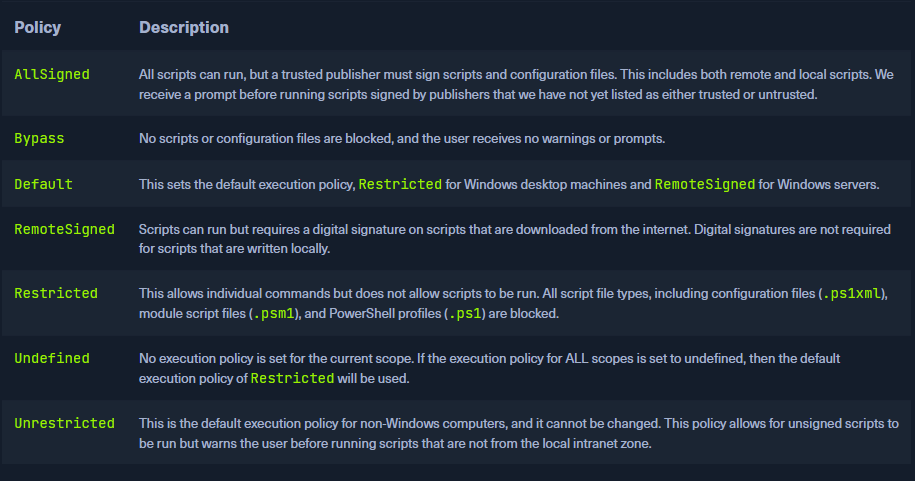 Policy Description
AllSigned All scripts can run, but a trusted publisher must sign scripts and configuration files. This includes both remote and local scripts. We
receive a prompt before running scripts signed by publishers that we have not yet listed as either trusted or untrusted.
Bypass No scripts or configuration files are blocked, and the user receives no warnings or prompts.
Default This sets the default execution policy, Restricted for Windows desktop machines and RemoteSigned for Windows servers.
RemoteSigned Scripts can run but requires a digital signature on scripts that are downloaded from the internet. Digital signatures are not required
for scripts that are written locally.
Restricted This allows individual commands but does not allow scripts to be run. All script file types, including configuration files (.ps1xml),
module script files (.psm1), and PowerShell profiles (.ps1) are blocked.
Undefined No execution policy is set for the current scope. If the execution policy for ALL scopes is set to undefined, then the default
execution policy of Restricted will be used.
Unrestricted This is the default execution policy for non-Windows computers, and it cannot be changed. This policy allows for unsigned scripts to
be run but warns the user before running scripts that are not from the local intranet zone.